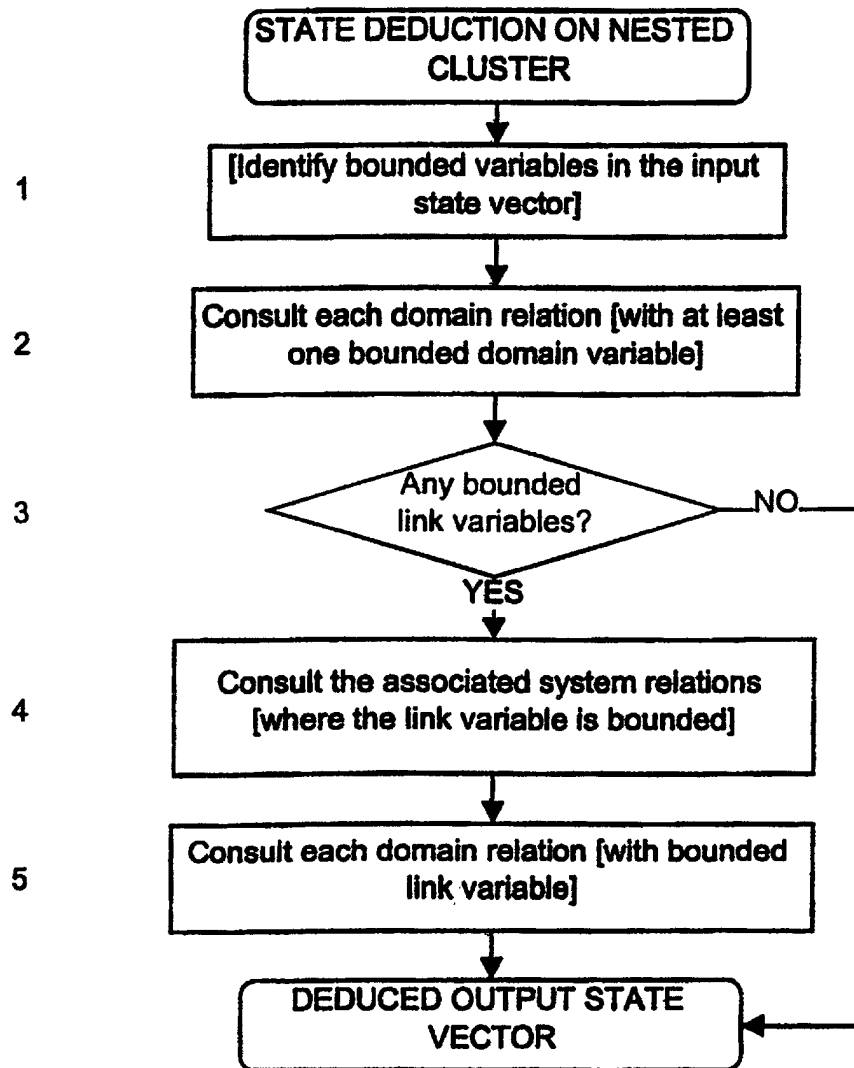 STATE DEDUCTION ON NESTED
CLUSTER
1
[Identify bounded variables in the input
state vector]
2
Consult each domain relation [with at least
one bounded domain variable]
3
Any bounded
link variables?
NO
YES
4
Consult the associated system relations
[where the link variable is bounded]
5
Consult each domain relation [with bounded
link variable]
DEDUCED OUTPUT STATE
VECTOR